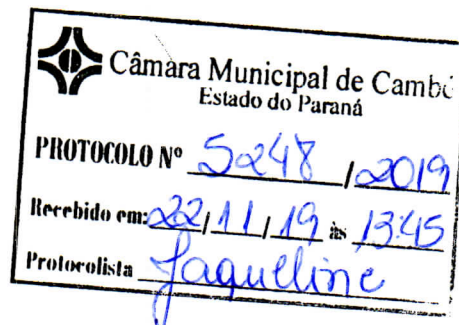 Câmara Municipal de Cambé
Estado do Paraná
PROTOCOLO Nº 5248 / 2019
Recebido em: 22/11/19 às 13:45
Protocolista Jaqueline